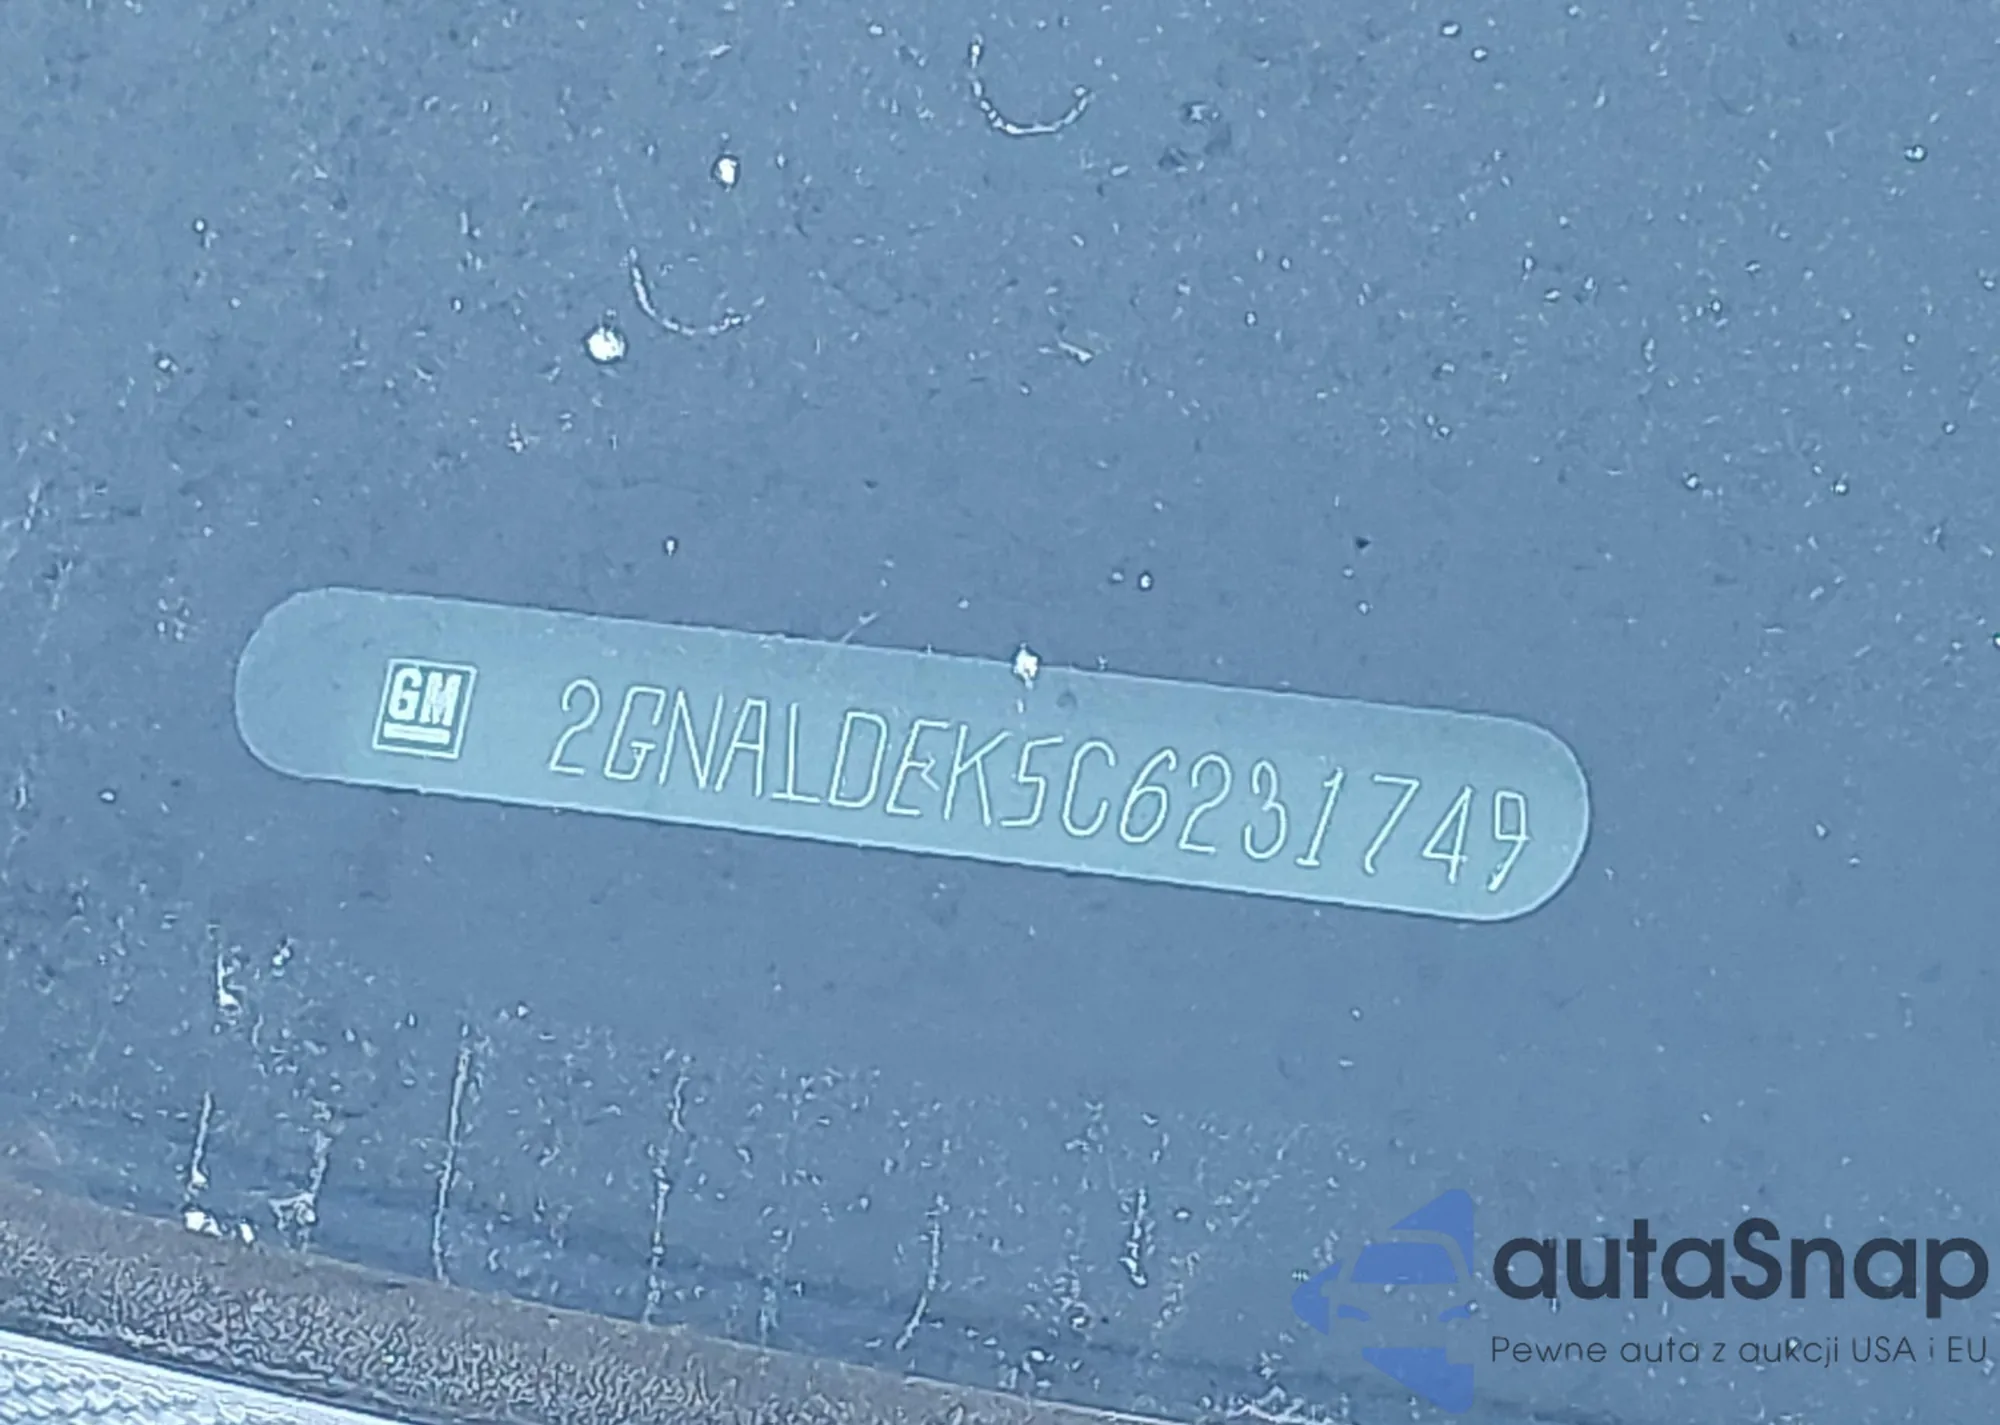 GM 2GNALDEK5C6231749
autaSnap
Pewne auta z aukcji USA i EU